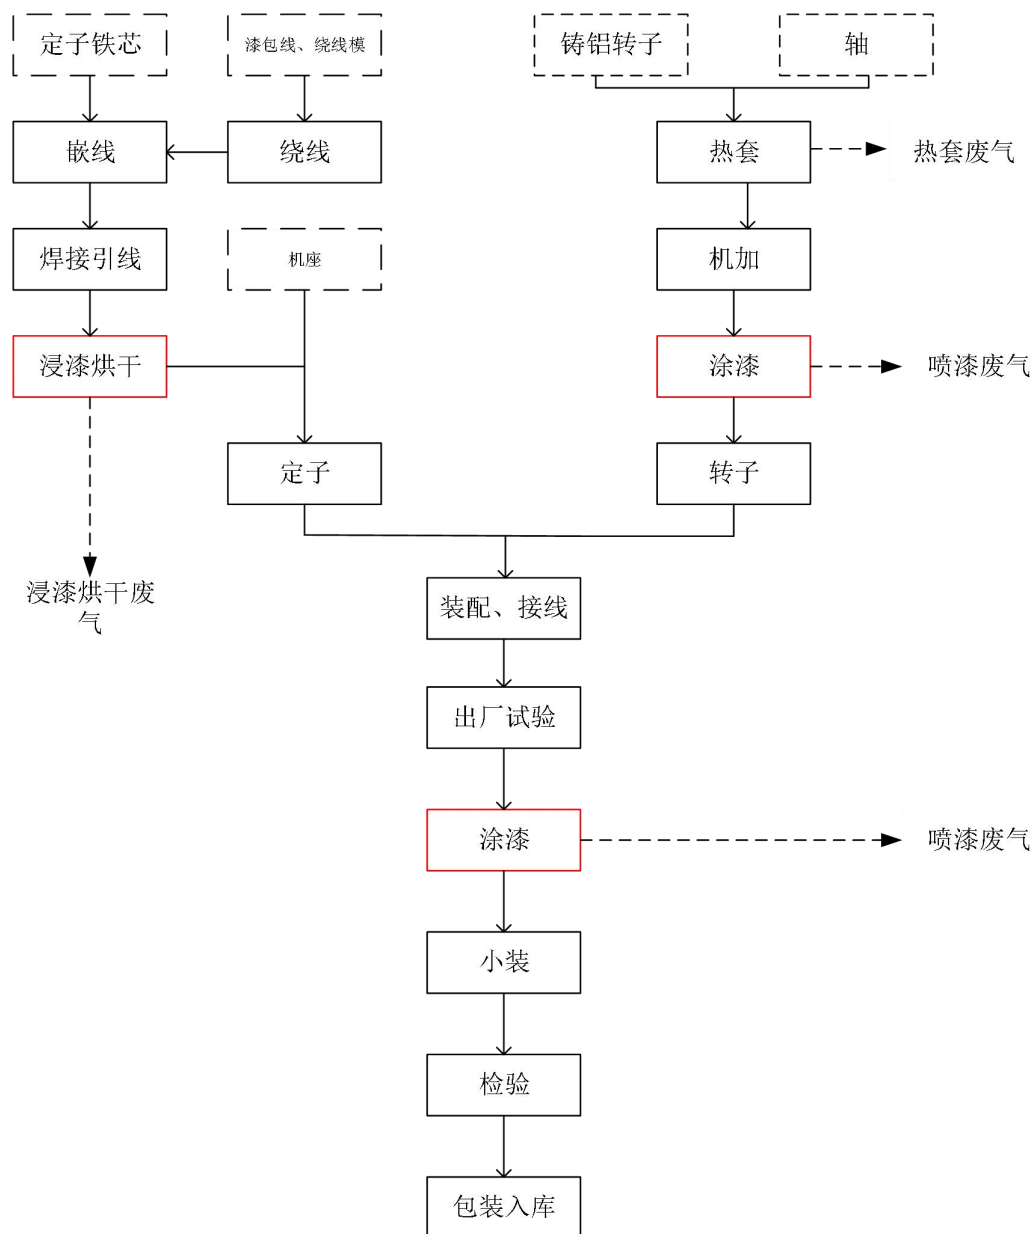 定子铁芯
漆包线、绕线模
铸铝转子
轴
嵌线
绕线
热套
热套废气
焊接引线
机座
机加
浸漆烘干
涂漆
喷漆废气
定子
转子
浸漆烘干废
气
装配、接线
出厂试验
涂漆
喷漆废气
小装
检验
包装入库